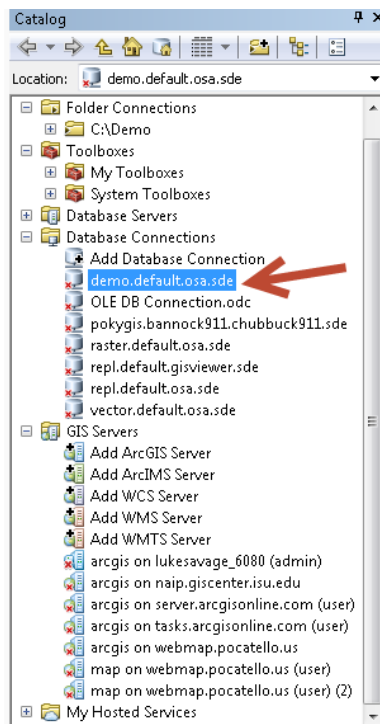 Catalog
Location: demo.default.osa.sde
Folder Connections
C:\Demo
Toolboxes
My Toolboxes
System Toolboxes
Database Servers
Database Connections
Add Database Connection
demo.default.osa.sde
OLE DB Connection.odc
pokygis.bannock911.chubbuck911.sde
raster.default.osa.sde
repl.default.gisviewer.sde
repl.default.osa.sde
vector.default.osa.sde
GIS Servers
Add ArcGIS Server
Add ArcIMS Server
Add WCS Server
Add WMS Server
Add WMTS Server
arcgis on lukesavage_6080 (admin)
arcgis on naip.giscenter.isu.edu
arcgis on server.arcgisonline.com (user)
arcgis on tasks.arcgisonline.com (user)
arcgis on webmap.pocatello.us
map on webmap.pocatello.us (user)
map on webmap.pocatello.us (user) (2)
My Hosted Services